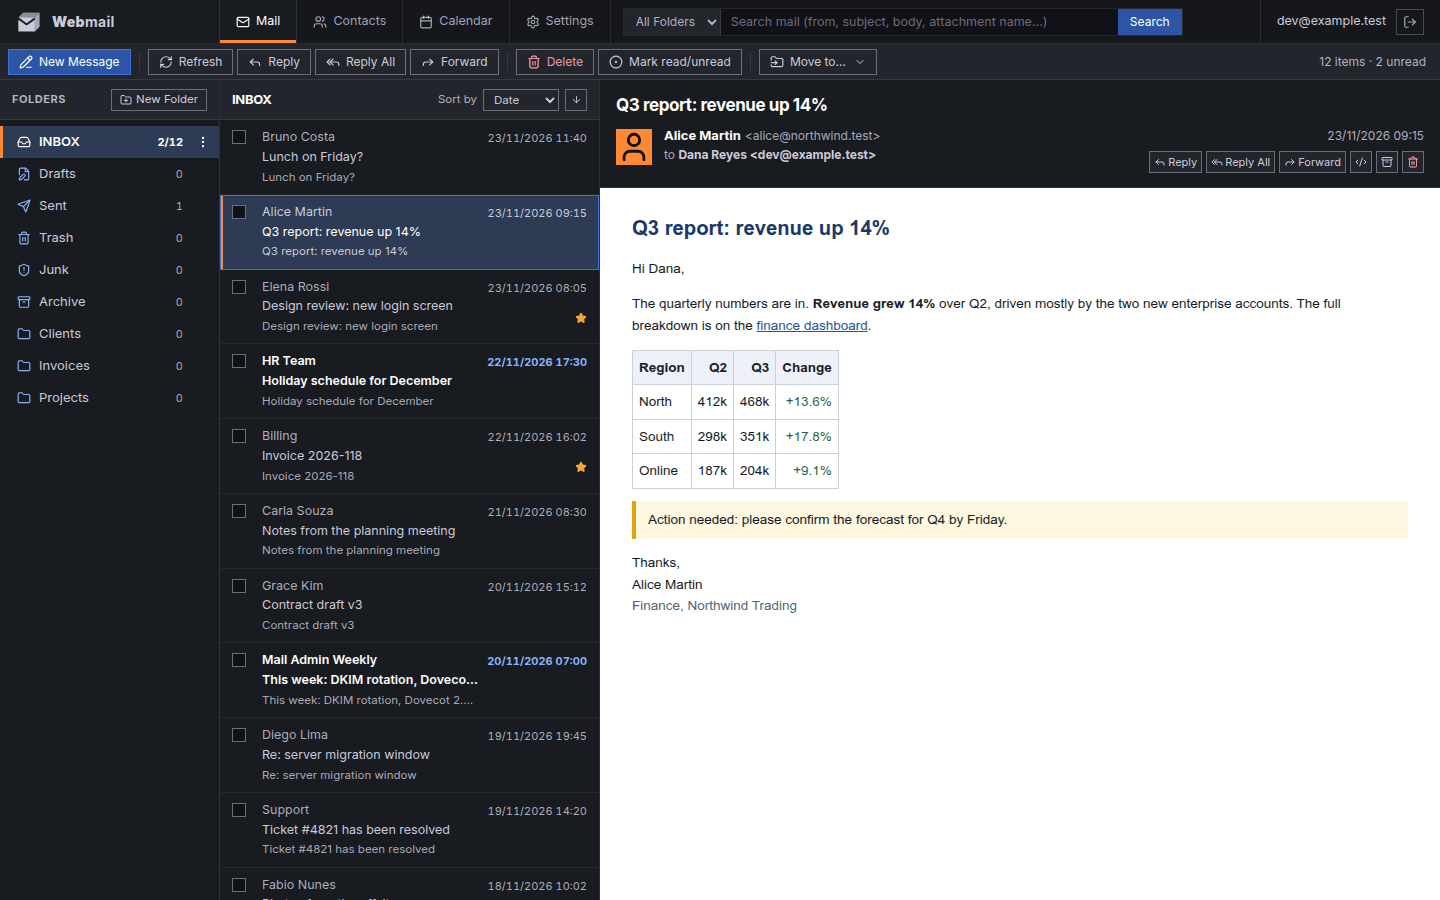 Webmail
Mail
Contacts
Calendar
Settings
All Folders
Search mail (from, subject, body, attachment name...)
Search
dev@example.test
New Message
Refresh
Reply
Reply All
Forward
Delete
Mark read/unread
Move to...
12 items · 2 unread
FOLDERS
New Folder
INBOX 2/12
Drafts 0
Sent 1
Trash 0
Junk 0
Archive 0
Clients 0
Invoices 0
Projects 0
INBOX
Sort by Date
Bruno Costa 23/11/2026 11:40
Lunch on Friday?
Lunch on Friday?
Alice Martin 23/11/2026 09:15
Q3 report: revenue up 14%
Q3 report: revenue up 14%
Elena Rossi 23/11/2026 08:05
Design review: new login screen
Design review: new login screen
HR Team 22/11/2026 17:30
Holiday schedule for December
Holiday schedule for December
Billing 22/11/2026 16:02
Invoice 2026-118
Invoice 2026-118
Carla Souza 21/11/2026 08:30
Notes from the planning meeting
Notes from the planning meeting
Grace Kim 20/11/2026 15:12
Contract draft v3
Contract draft v3
Mail Admin Weekly 20/11/2026 07:00
This week: DKIM rotation, Doveco...
This week: DKIM rotation, Dovecot 2....
Diego Lima 19/11/2026 19:45
Re: server migration window
Re: server migration window
Support 19/11/2026 14:20
Ticket #4821 has been resolved
Ticket #4821 has been resolved
Fabio Nunes 18/11/2026 10:02
Q3 report: revenue up 14%
Alice Martin <alice@northwind.test>
23/11/2026 09:15
to Dana Reyes <dev@example.test>
Reply
Reply All
Forward
Q3 report: revenue up 14%
Hi Dana,
The quarterly numbers are in. Revenue grew 14% over Q2, driven mostly by the two new enterprise accounts. The full
breakdown is on the finance dashboard.
Region Q2 Q3 Change
North 412k 468k +13.6%
South 298k 351k +17.8%
Online 187k 204k +9.1%
Action needed: please confirm the forecast for Q4 by Friday.
Thanks,
Alice Martin
Finance, Northwind Trading